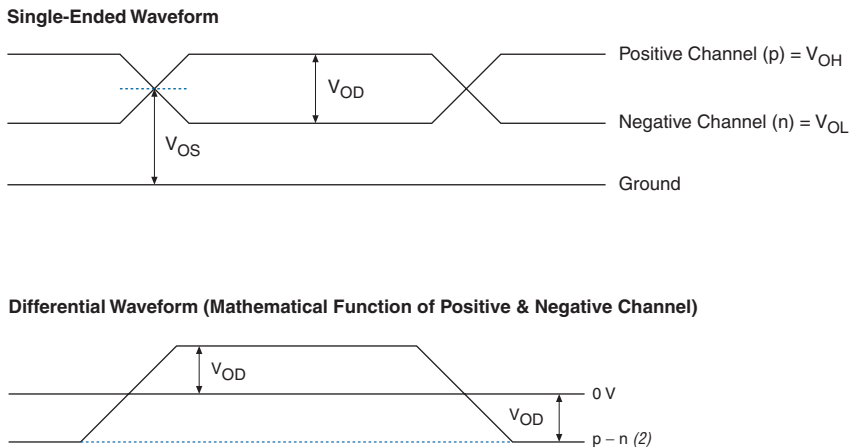 Single-Ended Waveform
Positive Channel (p) = VOH
VOD
Negative Channel (n) = VOL
VOS
Ground
Differential Waveform (Mathematical Function of Positive & Negative Channel)
VOD
0 V
VOD
p – n (2)